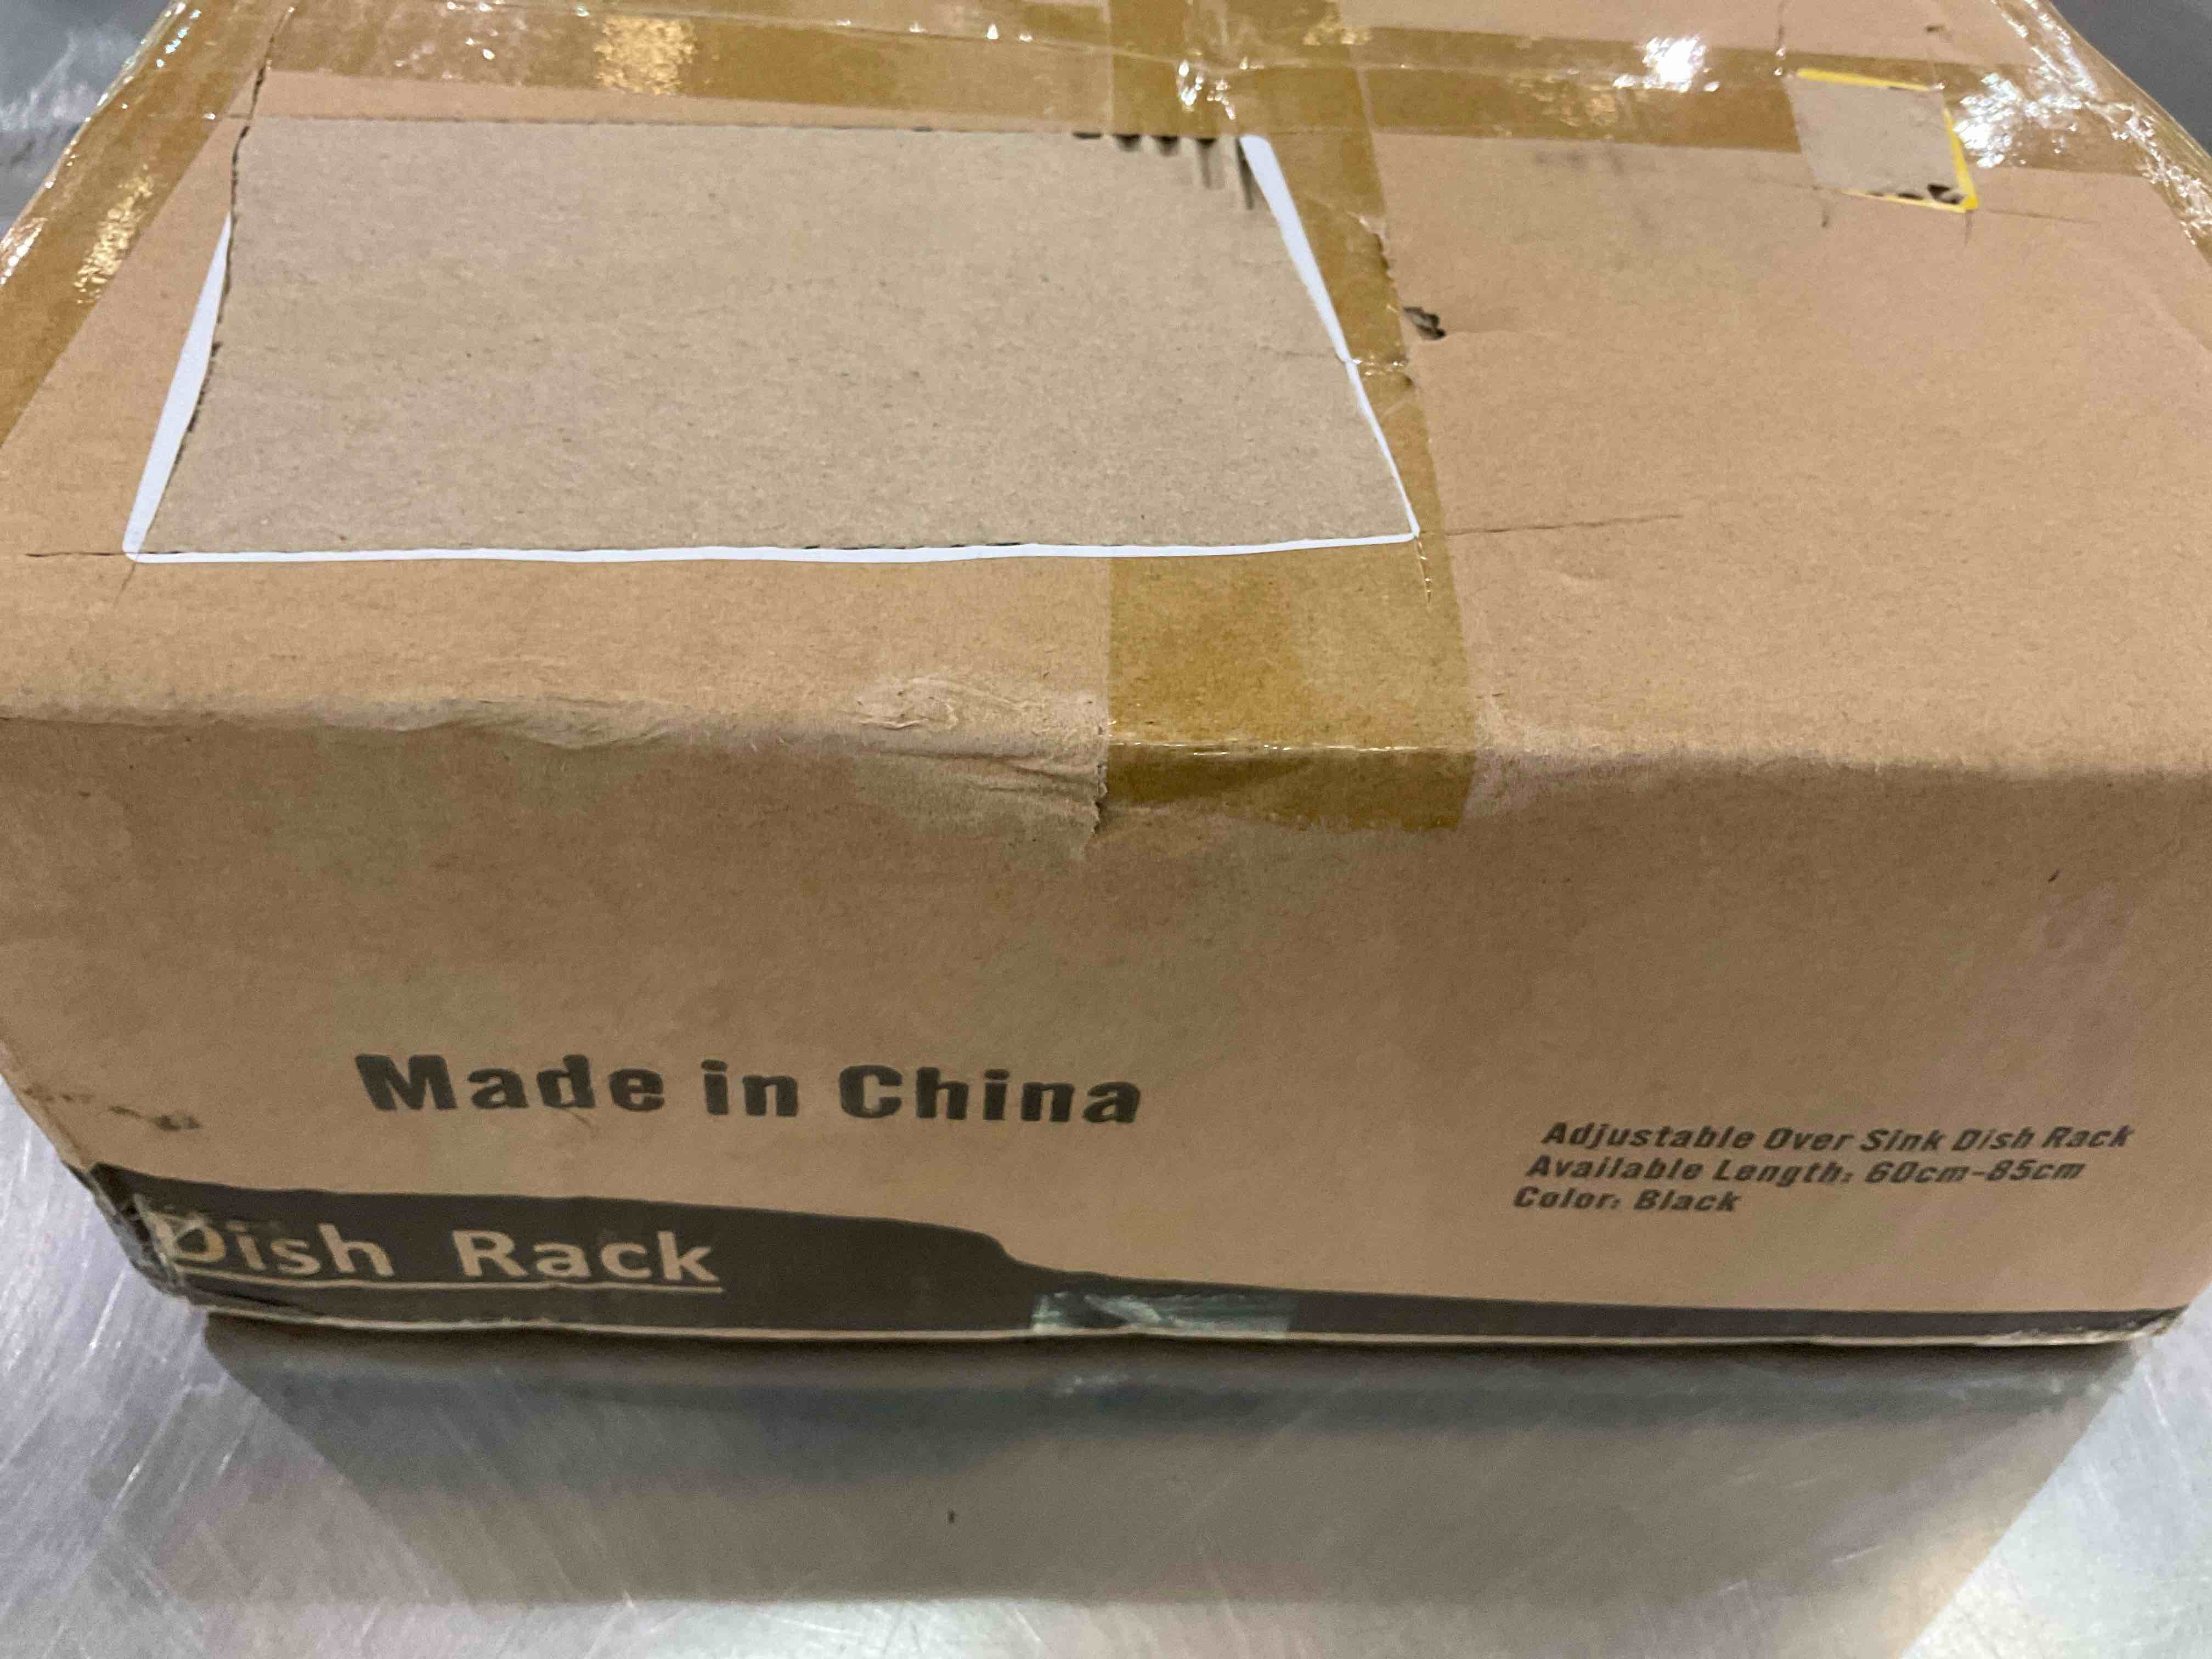 Made in China
Adjustable Over Sink Dish Rack
Available Length: 60cm-85cm
Color: Black
Dish Rack